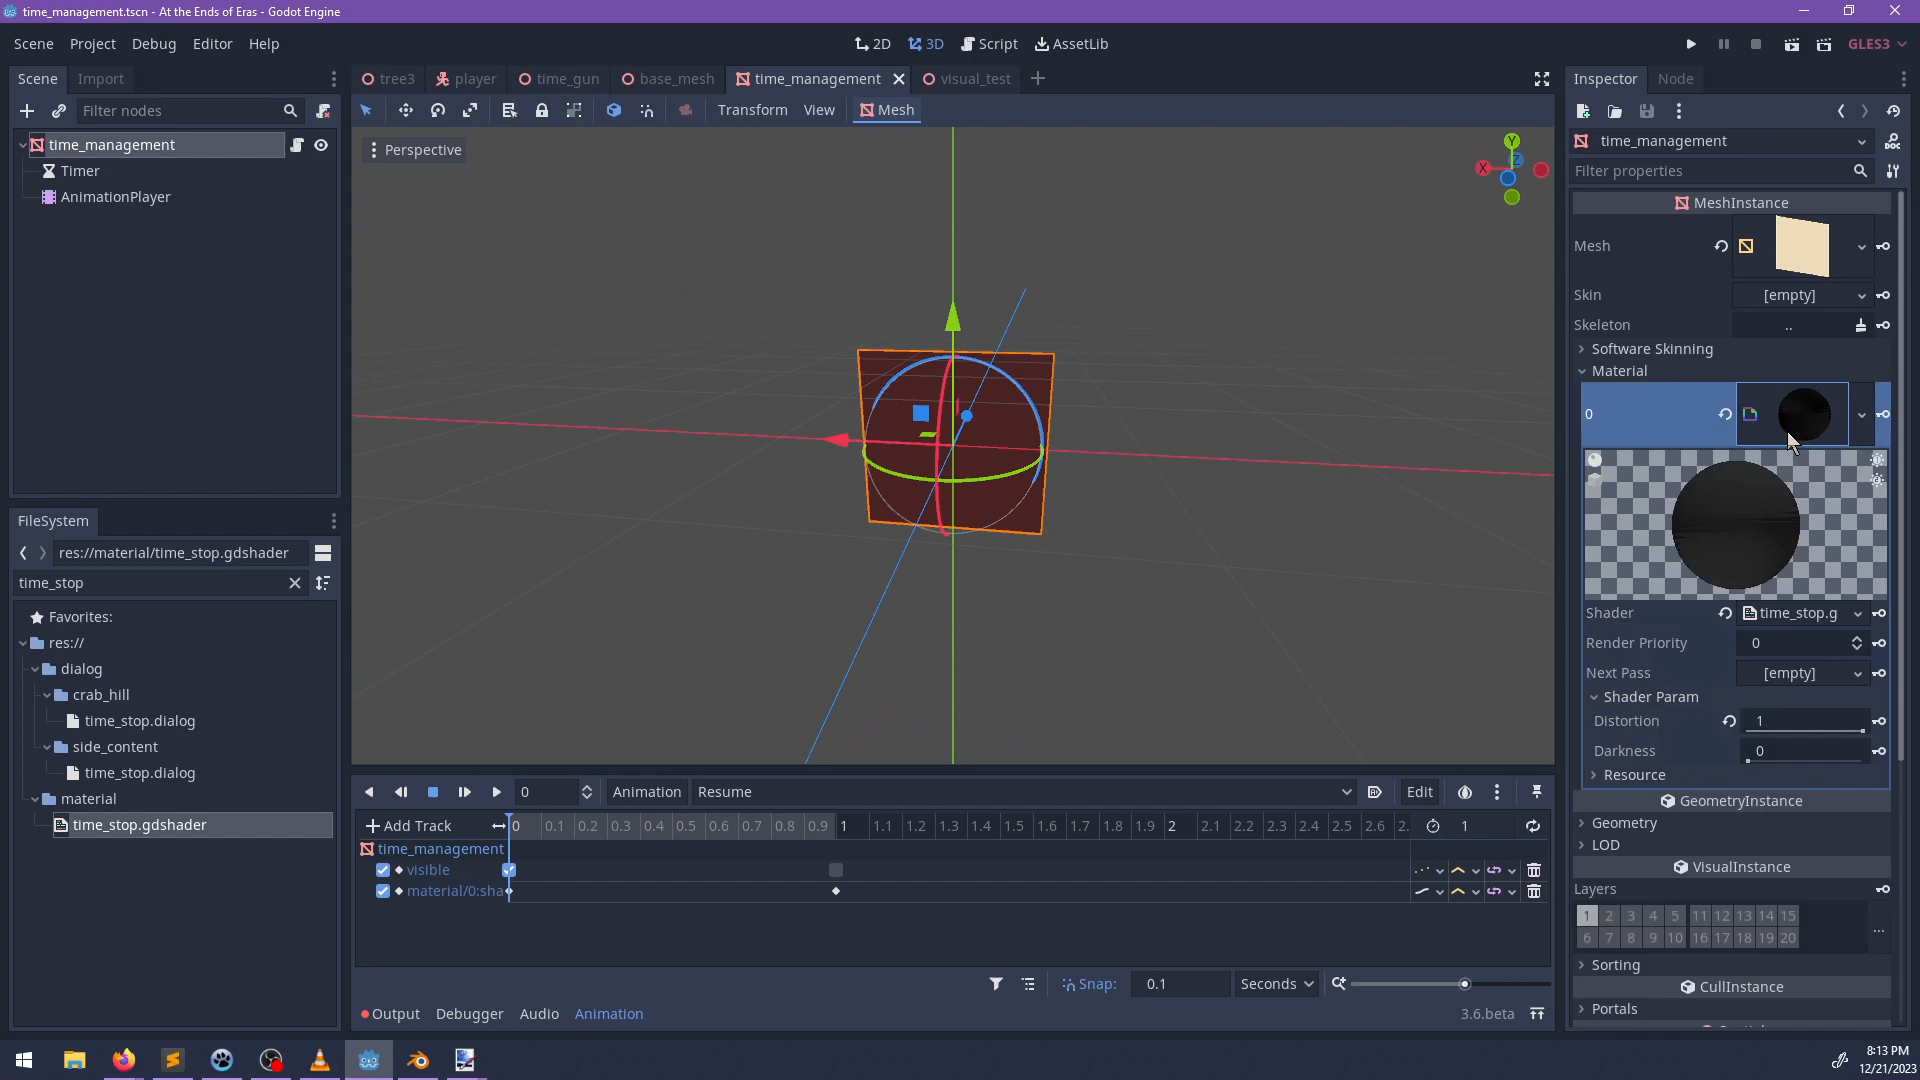 time_management.tscn - At the Ends of Eras - Godot Engine
Scene Project Debug Editor Help
2D 3D Script AssetLib
GLES3
Scene Import
Filter nodes
time_management
Timer
AnimationPlayer
FileSystem
res://material/time_stop.gdshader
time_stop
Favorites:
res://
dialog
crab_hill
time_stop.dialog
side_content
time_stop.dialog
material
time_stop.gdshader
tree3 player time_gun base_mesh time_management visual_test
Transform View Mesh
Perspective
Y
X Z
0 Animation Resume Edit
Add Track 0 0.1 0.2 0.3 0.4 0.5 0.6 0.7 0.8 0.9 1 1.1 1.2 1.3 1.4 1.5 1.6 1.7 1.8 1.9 2 2.1 2.2 2.3 2.4 2.5 2.6 2. 1
time_management
visible
material/0:sha
Snap: 0.1 Seconds
Output Debugger Audio Animation 3.6.beta
Inspector Node
time_management
Filter properties
MeshInstance
Mesh
Skin [empty]
Skeleton ..
Software Skinning
Material
0
Shader time_stop.g
Render Priority 0
Next Pass [empty]
Shader Param
Distortion 1
Darkness 0
Resource
GeometryInstance
Geometry
LOD
VisualInstance
Layers
1 2 3 4 5 11 12 13 14 15
6 7 8 9 10 16 17 18 19 20
...
Sorting
CullInstance
Portals
8:13 PM
12/21/2023